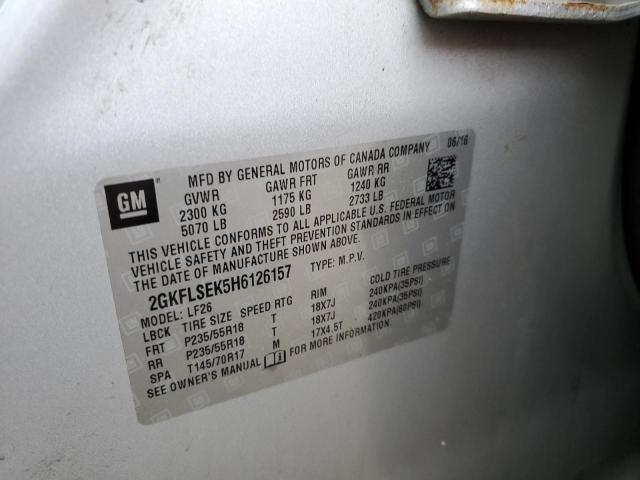 GM
MFD BY GENERAL MOTORS OF CANADA COMPANY 06/16
GVWR GAWR FRT GAWR RR
2300 KG 1175 KG 1240 KG
5070 LB 2590 LB 2733 LB
THIS VEHICLE CONFORMS TO ALL APPLICABLE U.S. FEDERAL MOTOR
VEHICLE SAFETY AND THEFT PREVENTION STANDARDS IN EFFECT ON
THE DATE OF MANUFACTURE SHOWN ABOVE.
2GKFLSEK5H6126157 TYPE: M.P.V.
MODEL: LF26
LBCK TIRE SIZE SPEED RTG RIM COLD TIRE PRESSURE
FRT P235/55R18 T 18X7J 240KPA(35PSI)
RR P235/55R18 T 18X7J 240KPA(35PSI)
SPA T145/70R17 M 17X4.5T 420KPA(60PSI)
SEE OWNER'S MANUAL FOR MORE INFORMATION.